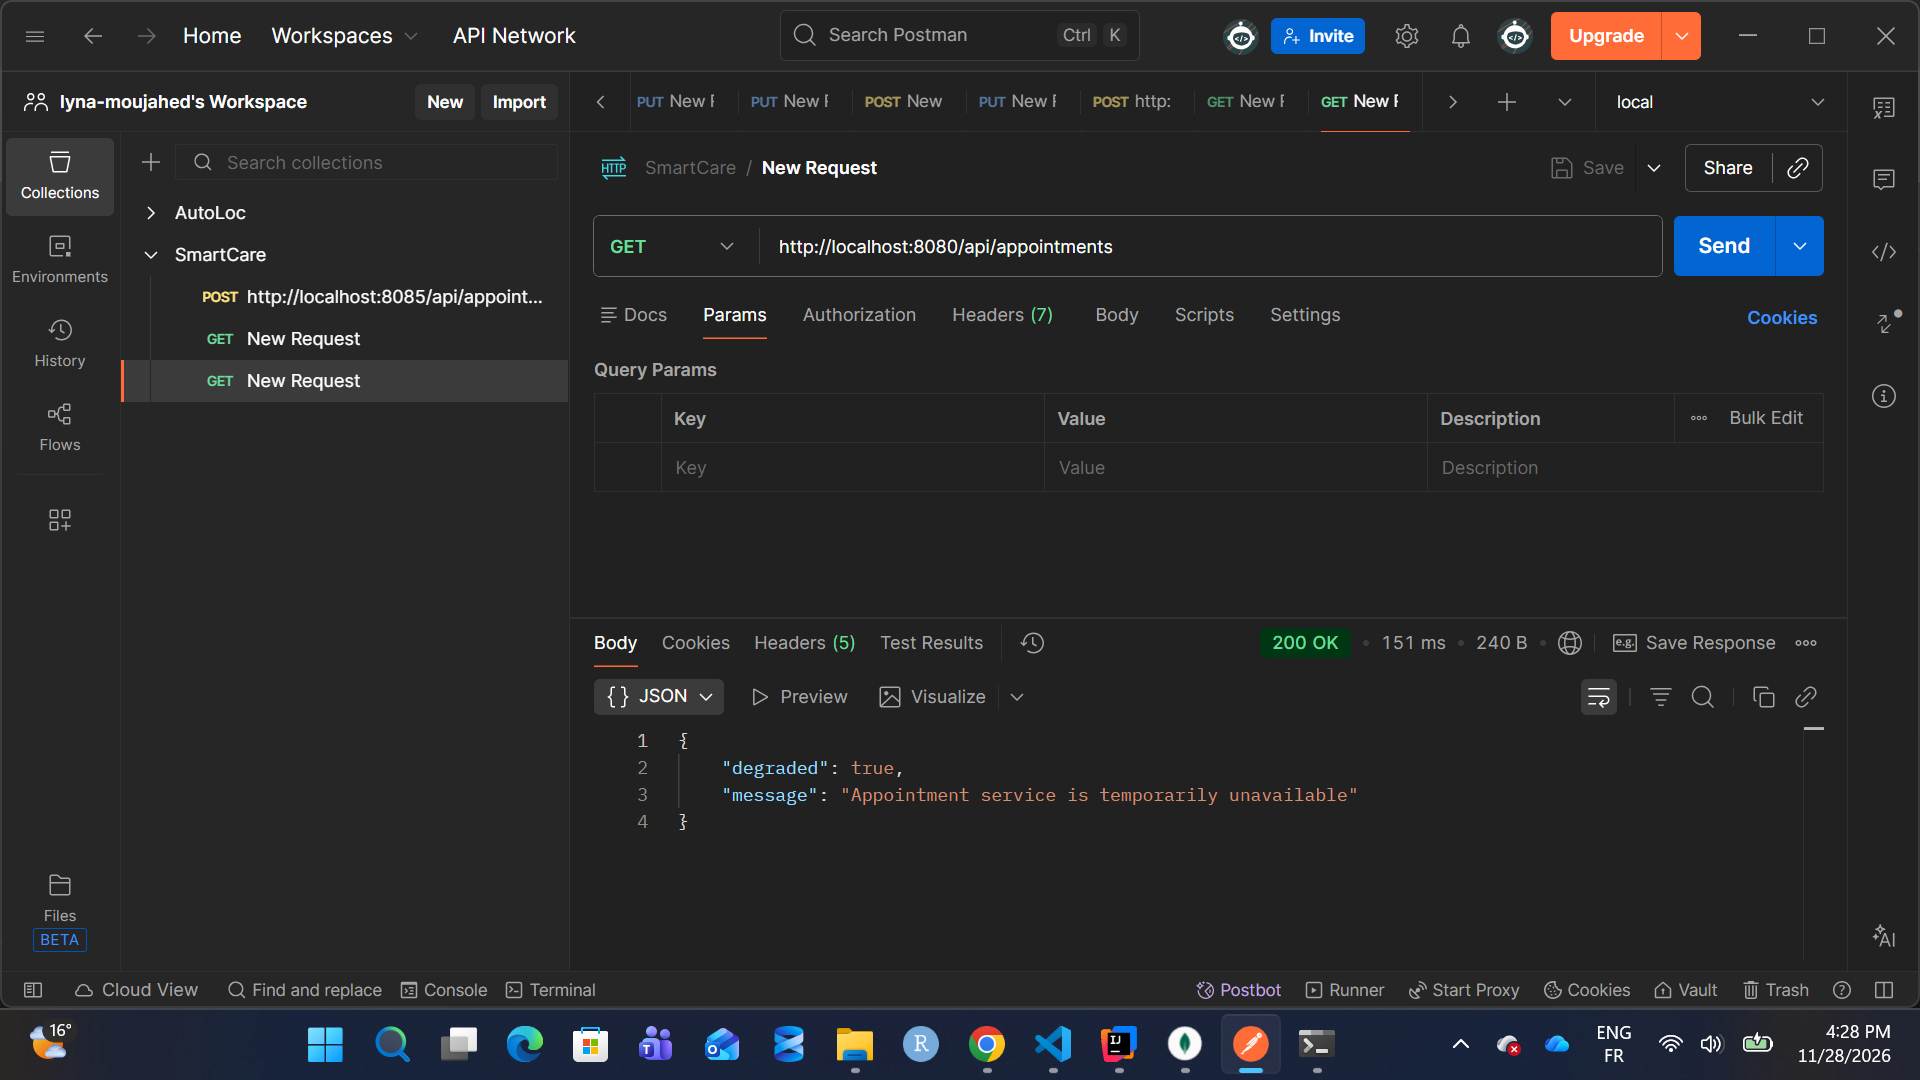 Home
Workspaces
API Network
Search Postman
Ctrl K
Invite
Upgrade
lyna-moujahed's Workspace
New
Import
PUT New F
PUT New F
POST New
PUT New F
POST http:
GET New F
GET New F
local
Collections
Search collections
AutoLoc
SmartCare
POST http://localhost:8085/api/appoint...
GET New Request
GET New Request
Environments
History
Flows
Files
BETA
HTTP SmartCare / New Request
Save
Share
GET
http://localhost:8080/api/appointments
Send
Docs
Params
Authorization
Headers (7)
Body
Scripts
Settings
Cookies
Query Params
Key Value Description Bulk Edit
Key Value Description
Body
Cookies
Headers (5)
Test Results
200 OK
151 ms
240 B
e.g. Save Response
{ } JSON
Preview
Visualize
1 {
2 "degraded": true,
3 "message": "Appointment service is temporarily unavailable"
4 }
AI
Cloud View
Find and replace
Console
Terminal
Postbot
Runner
Start Proxy
Cookies
Vault
Trash
16°
ENG
FR
4:28 PM
11/28/2026